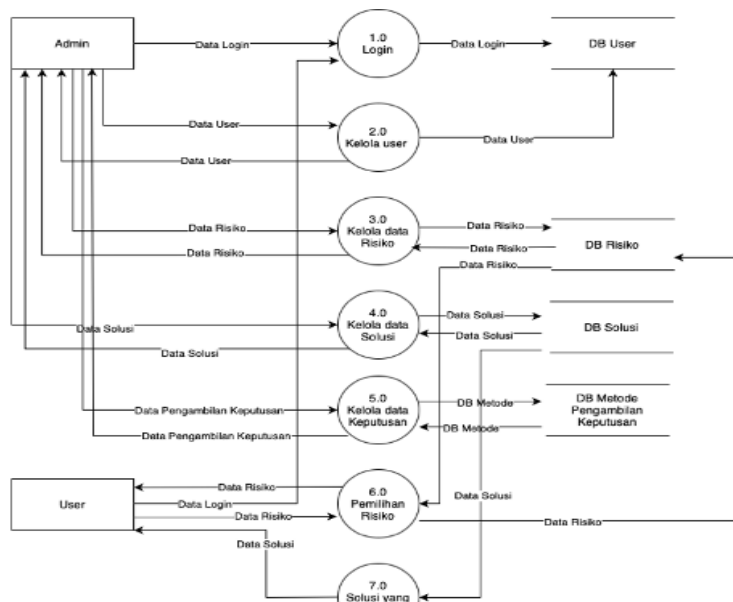 Admin
Data Login
1.0
Login
Data Login
DB User
Data User
2.0
Kelola user
Data User
Data User
3.0
Kelola data
Risiko
Data Risiko
Data Risiko
Data Risiko
Data Risiko
DB Risiko
Data Risiko
4.0
Kelola data
Solusi
Data Solusi
Data Solusi
Data Solusi
Data Solusi
DB Solusi
5.0
Kelola data
Keputusan
Data Pengambilan Keputusan
Data Pengambilan Keputusan
DB Metode
DB Metode
DB Metode
Pengambilan
Keputusan
User
Data Risiko
Data Login
Data Risiko
6.0
Pemilihan
Risiko
Data Solusi
Data Risiko
Data Solusi
7.0
Solusi yang